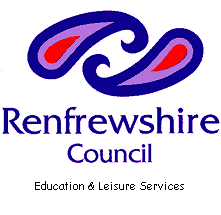 Renfrewshire
Council
Education & Leisure Services